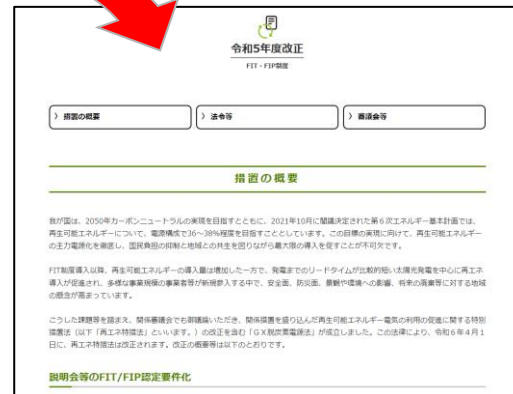 令和5年度改正
FIT・FIP制度
〉 措置の概要
〉 法令等
〉 審議会等
措置の概要
我が国は、2050年カーボンニュートラルの実現を目指すとともに、2021年10月に閣議決定された第6次エネルギー基本計画では、
再生可能エネルギーについて、電源構成で36～38％程度を目指すこととしています。この目標の実現に向けて、再生可能エネルギー
の主力電源化を徹底し、国民負担の抑制と地域との共生を図りながら最大限の導入を促すことが不可欠です。
FIT制度導入以降、再生可能エネルギーの導入量は増加した一方で、発電までのリードタイムが比較的短い太陽光発電を中心に再エネ
導入が促進され、多様な事業規模の事業者等が新規参入する中で、安全面、防災面、景観や環境への影響、将来の廃棄等に対する地域
の懸念が高まっています。
こうした課題等を踏まえ、関係審議会でも御議論いただき、関係措置を盛り込んだ再生可能エネルギー電気の利用の促進に関する特別
措置法（以下「再エネ特措法」といいます。）の改正を含む「GX脱炭素電源法」が成立しました。この法律により、令和6年４月１
日に、再エネ特措法は改正されます。改正の概要等は以下のとおりです。
説明会等のFIT/FIP認定要件化